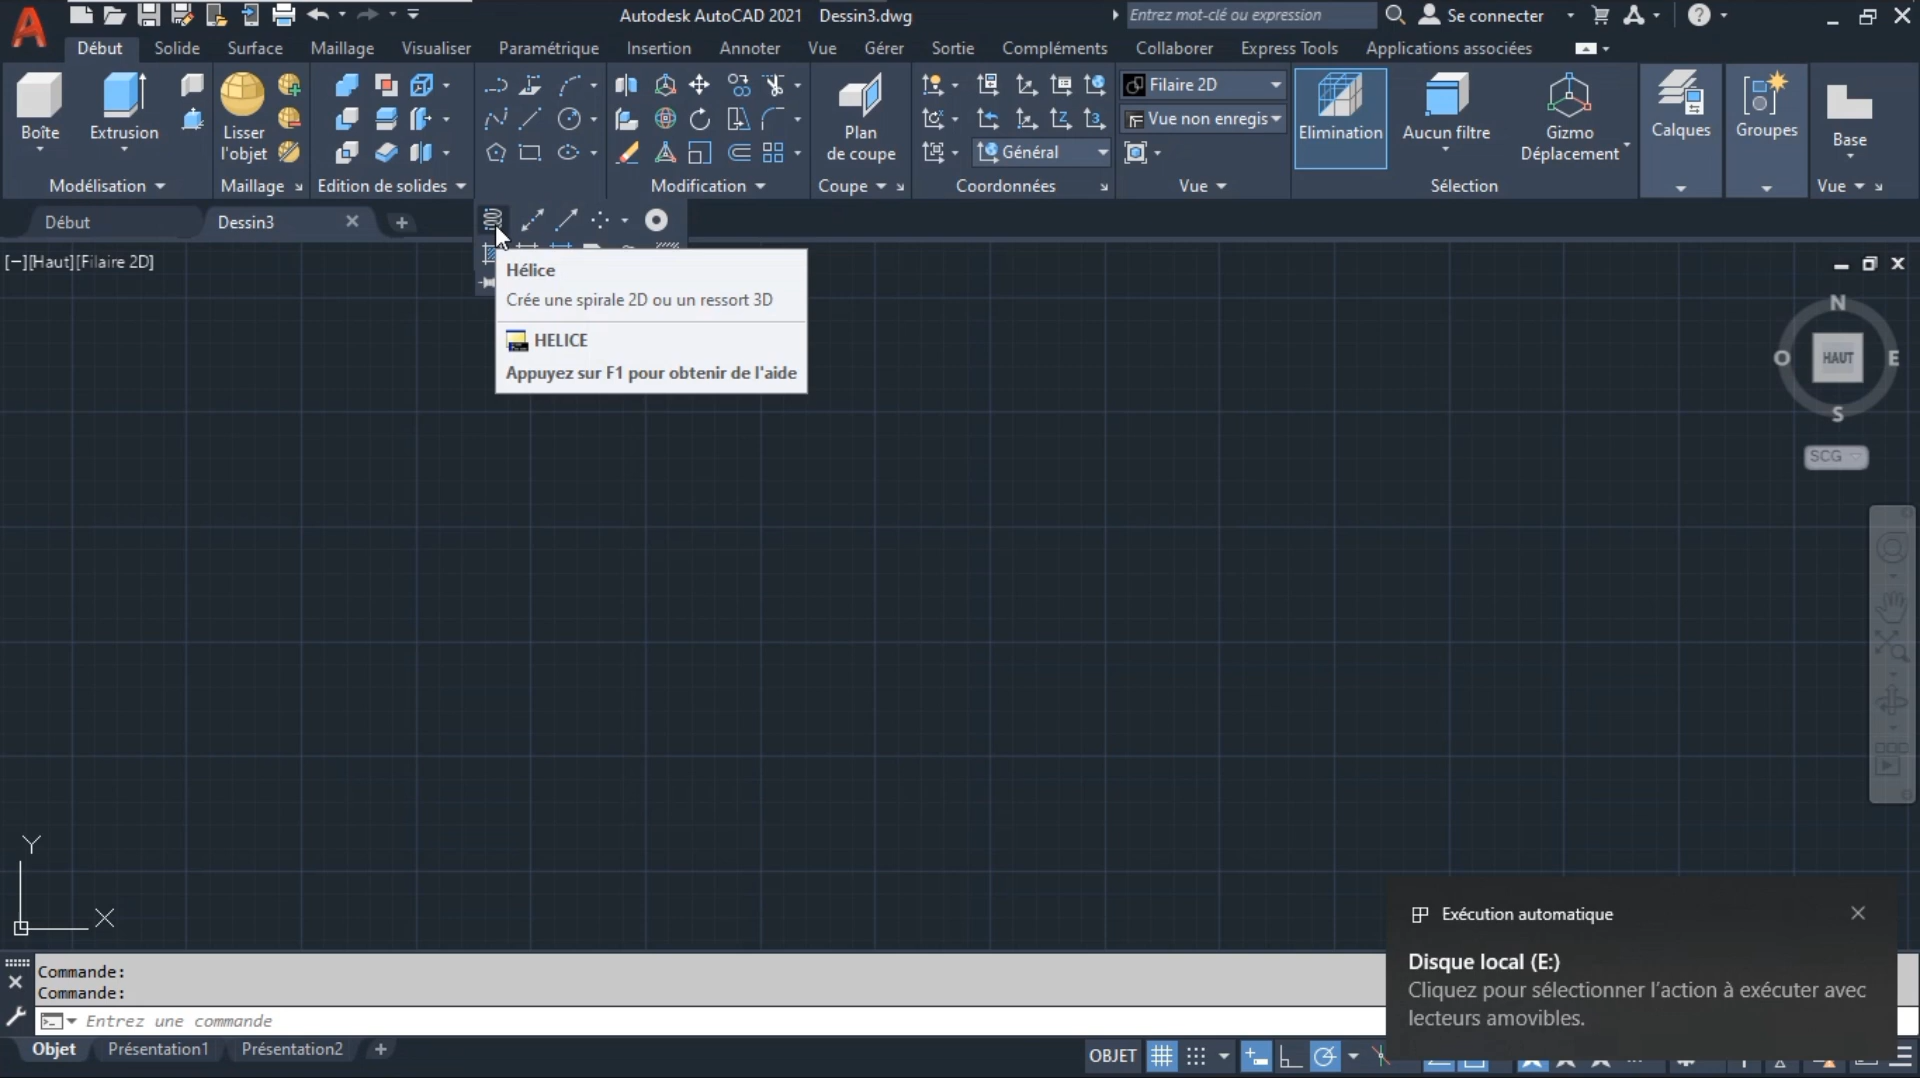 Autodesk AutoCAD 2021 Dessin3.dwg
Entrez mot-clé ou expression
Se connecter
Début Solide Surface Maillage Visualiser Paramétrique Insertion Annoter Vue Gérer Sortie Compléments Collaborer Express Tools Applications associées
Boîte
Extrusion
Lisser
l'objet
Plan
de coupe
Général
Filaire 2D
Vue non enregis
Elimination
Aucun filtre
Gizmo
Déplacement
Calques
Groupes
Base
Modélisation Maillage Edition de solides Modification Coupe Coordonnées Vue Sélection Vue
Début Dessin3
[−][Haut][Filaire 2D]
Hélice
Crée une spirale 2D ou un ressort 3D
HELICE
Appuyez sur F1 pour obtenir de l'aide
N
O HAUT E
S
SCG
Y
X
Exécution automatique
Disque local (E:)
Cliquez pour sélectionner l'action à exécuter avec
lecteurs amovibles.
Commande:
Commande:
Entrez une commande
Objet Présentation1 Présentation2 +
OBJET